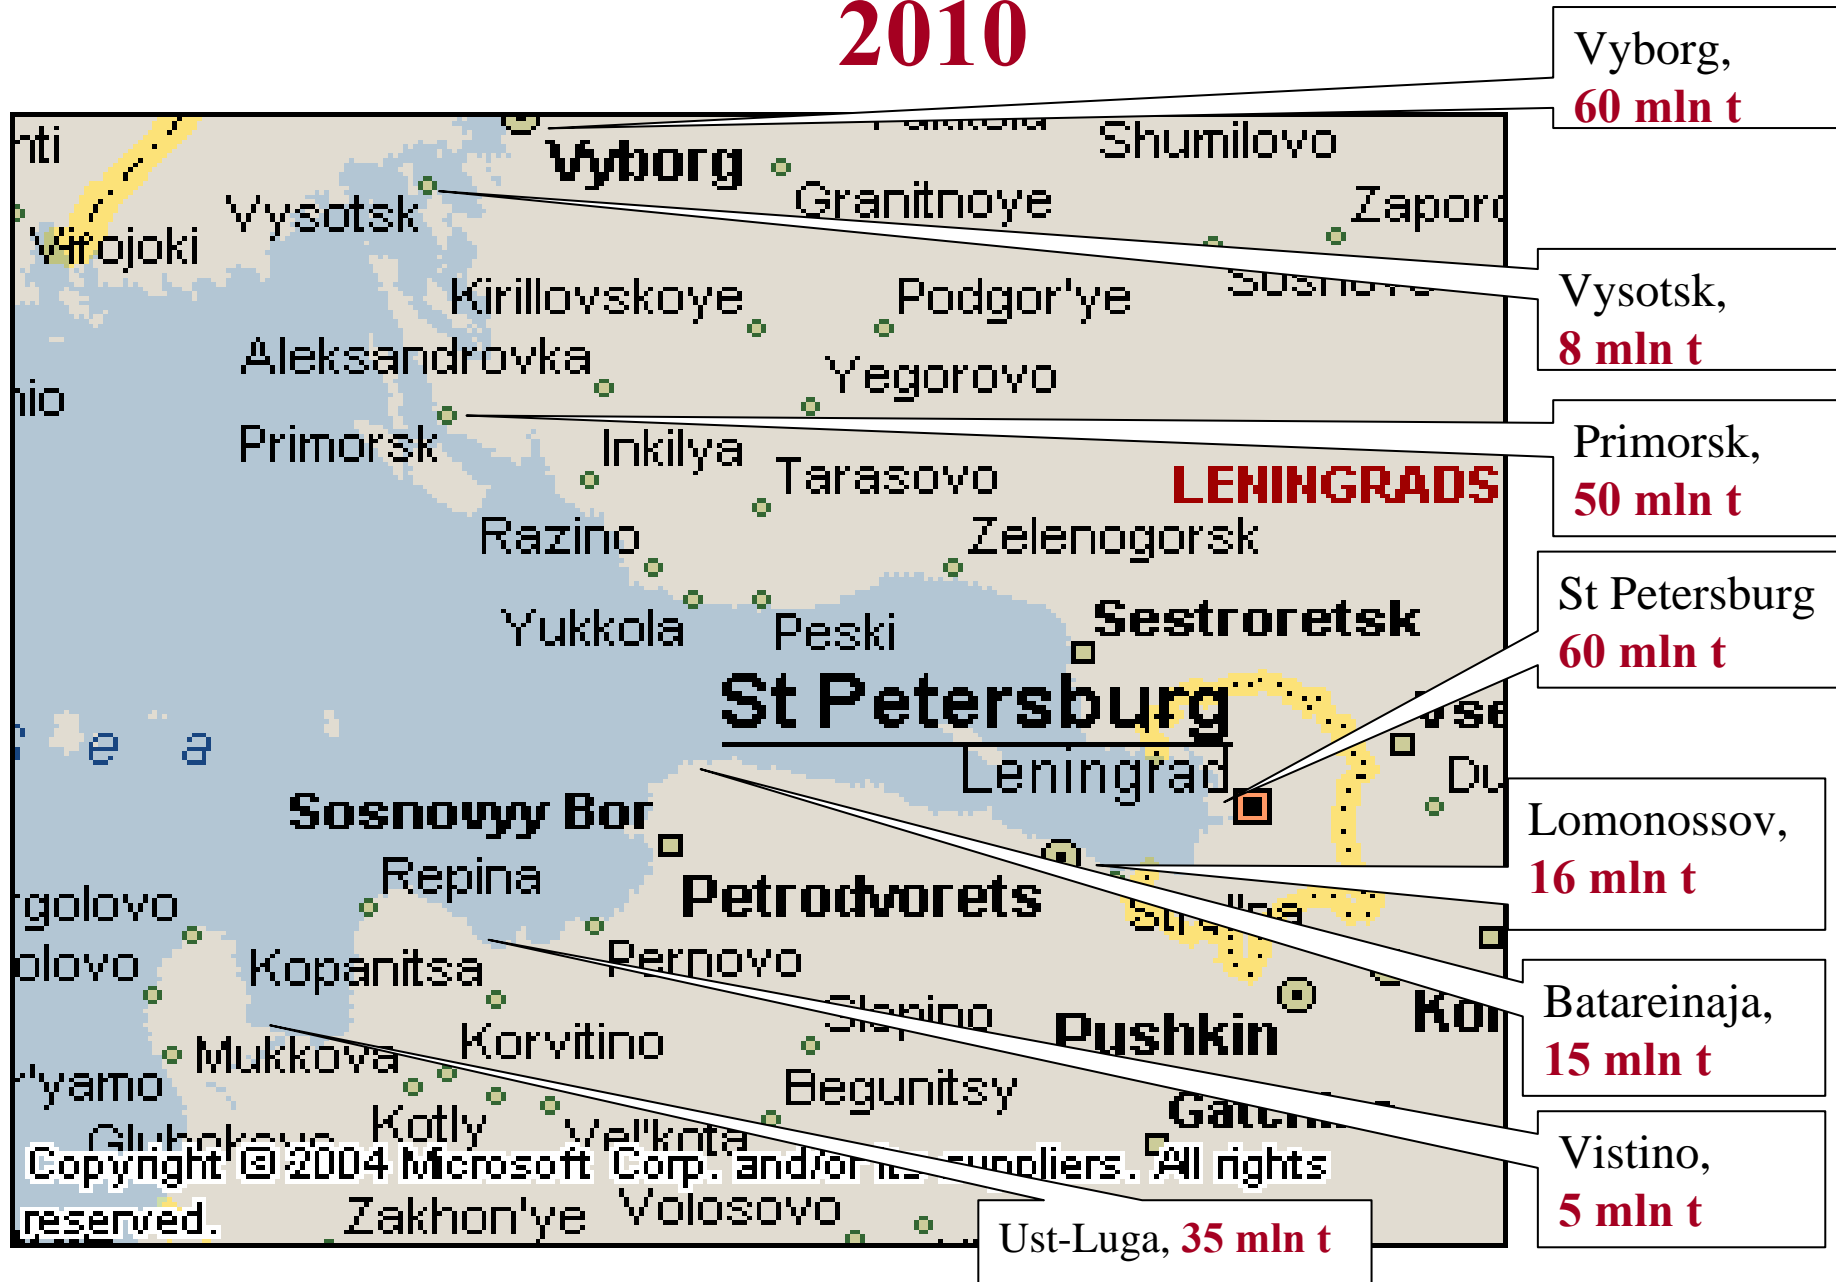 2010
Vyborg,
60 mln t
Vyborg
Shumilovo
Granitnoye
Vysotsk
Virojoki
Vysotsk,
8 mln t
Kirillovskoye
Podgor'ye
Aleksandrovka
Yegorovo
Primorsk
Inkilya
Tarasovo
Primorsk,
50 mln t
LENINGRADS
Razino
Zelenogorsk
Yukkola
Peski
Sestroretsk
St Petersburg
60 mln t
St Petersburg
Leningrad
e a
Sosnovyy Bor
Repina
Petrodvorets
Lomonossov,
16 mln t
Kopanitsa
Pernovo
Batareinaja,
15 mln t
Pushkin
Mukkova
Korvitino
Begunitsy
Kotly
Vel'kota
Vistino,
5 mln t
Copyright © 2004 Microsoft Corp. and/or its suppliers. All rights
reserved.
Zakhon'ye
Volosovo
Ust-Luga, 35 mln t